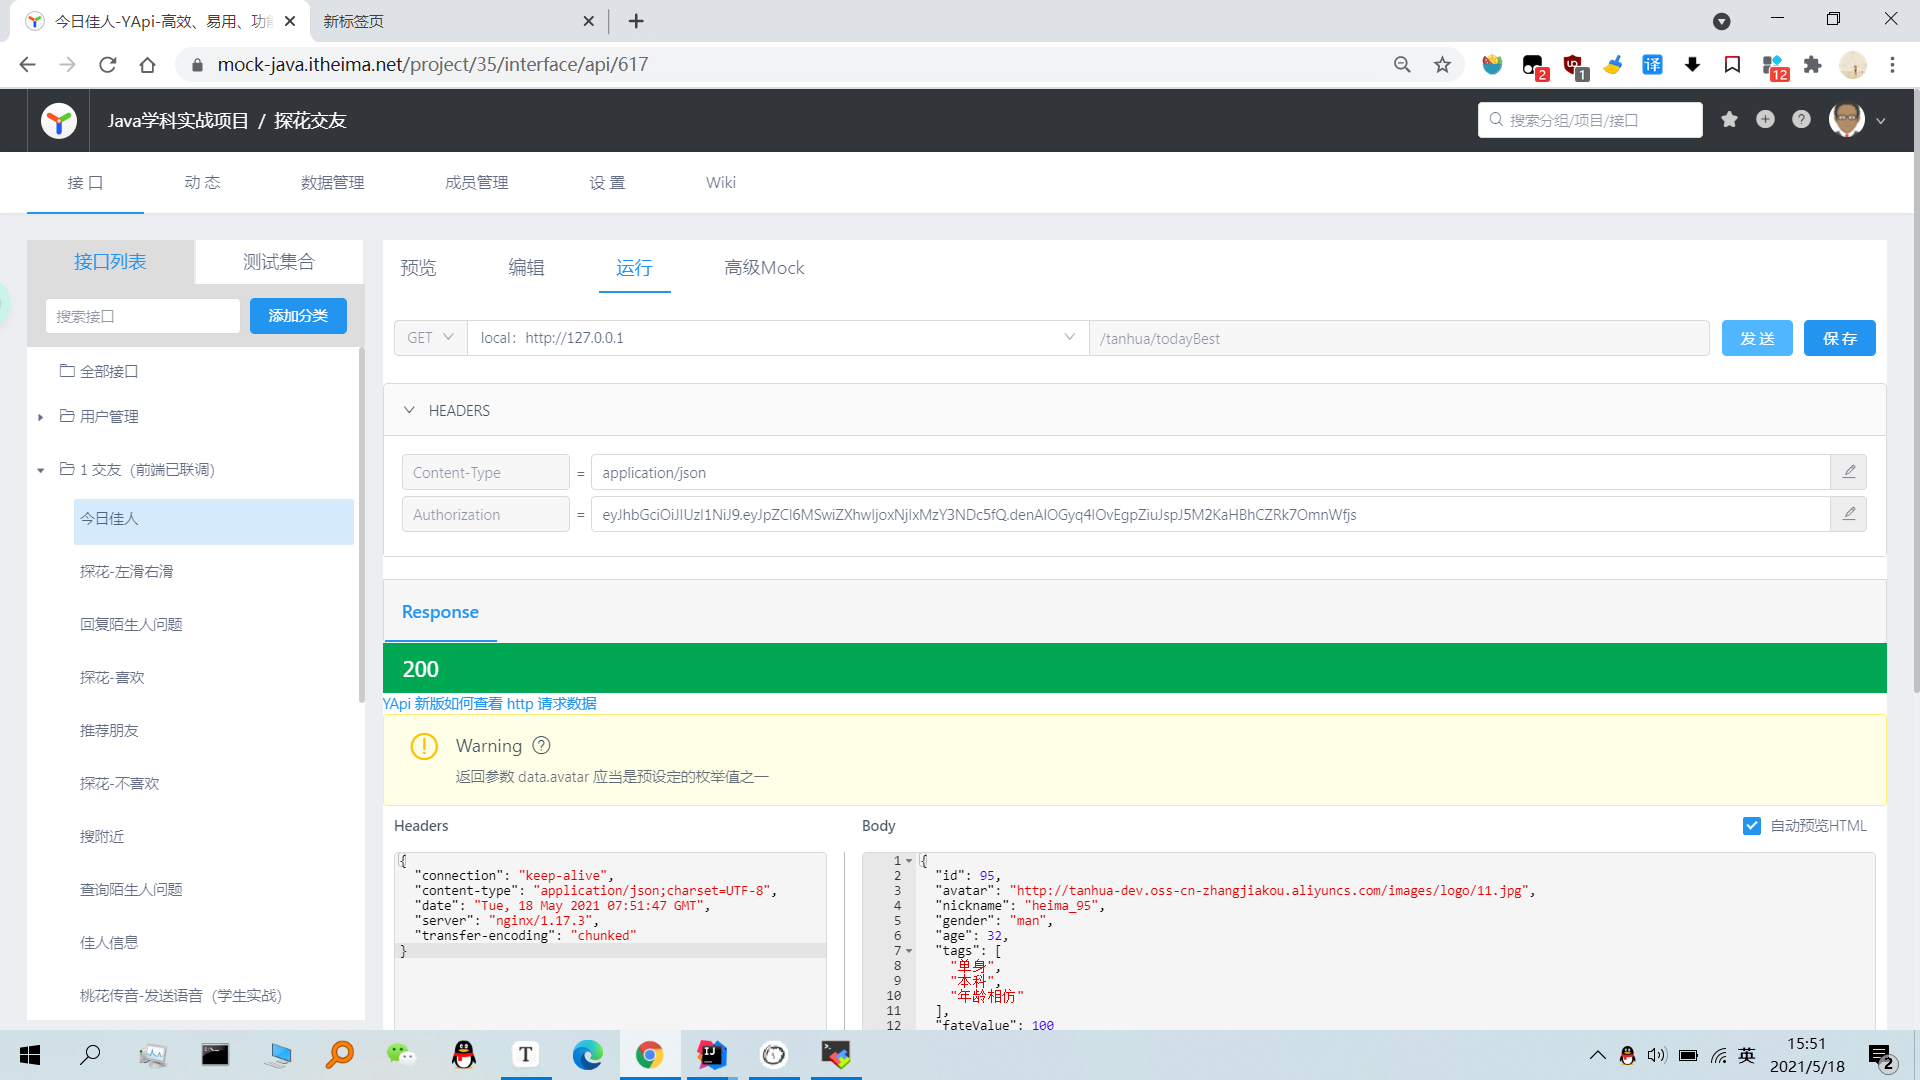 今日佳人-YApi-高效、易用、功能
新标签页
mock-java.itheima.net/project/35/interface/api/617
2
1
译
12
Java学科实战项目 / 探花交友
搜索分组/项目/接口
接 口
动 态
数据管理
成员管理
设 置
Wiki
接口列表
测试集合
搜索接口
添加分类
全部接口
用户管理
1 交友（前端已联调）
今日佳人
探花-左滑右滑
回复陌生人问题
探花-喜欢
推荐朋友
探花-不喜欢
搜附近
查询陌生人问题
佳人信息
桃花传音-发送语音（学生实战）
预览
编辑
运行
高级Mock
GET
local：http://127.0.0.1
/tanhua/todayBest
发 送
保 存
HEADERS
Content-Type
=
application/json
Authorization
=
Response
200
YApi 新版如何查看 http 请求数据
Warning
返回参数 data.avatar 应当是预设定的枚举值之一
Headers
{
"connection": "keep-alive",
"content-type": "application/json;charset=UTF-8",
"date": "Tue, 18 May 2021 07:51:47 GMT",
"server": "nginx/1.17.3",
"transfer-encoding": "chunked"
}
Body
自动预览HTML
1 {
2 "id": 95,
3 "avatar": "http://tanhua-dev.oss-cn-zhangjiakou.aliyuncs.com/images/logo/11.jpg",
4 "nickname": "heima_95",
5 "gender": "man",
6 "age": 32,
7 "tags": [
8 "单身",
9 "本科",
10 "年龄相仿"
11 ],
12 "fateValue": 100
英
15:51
2021/5/18
2